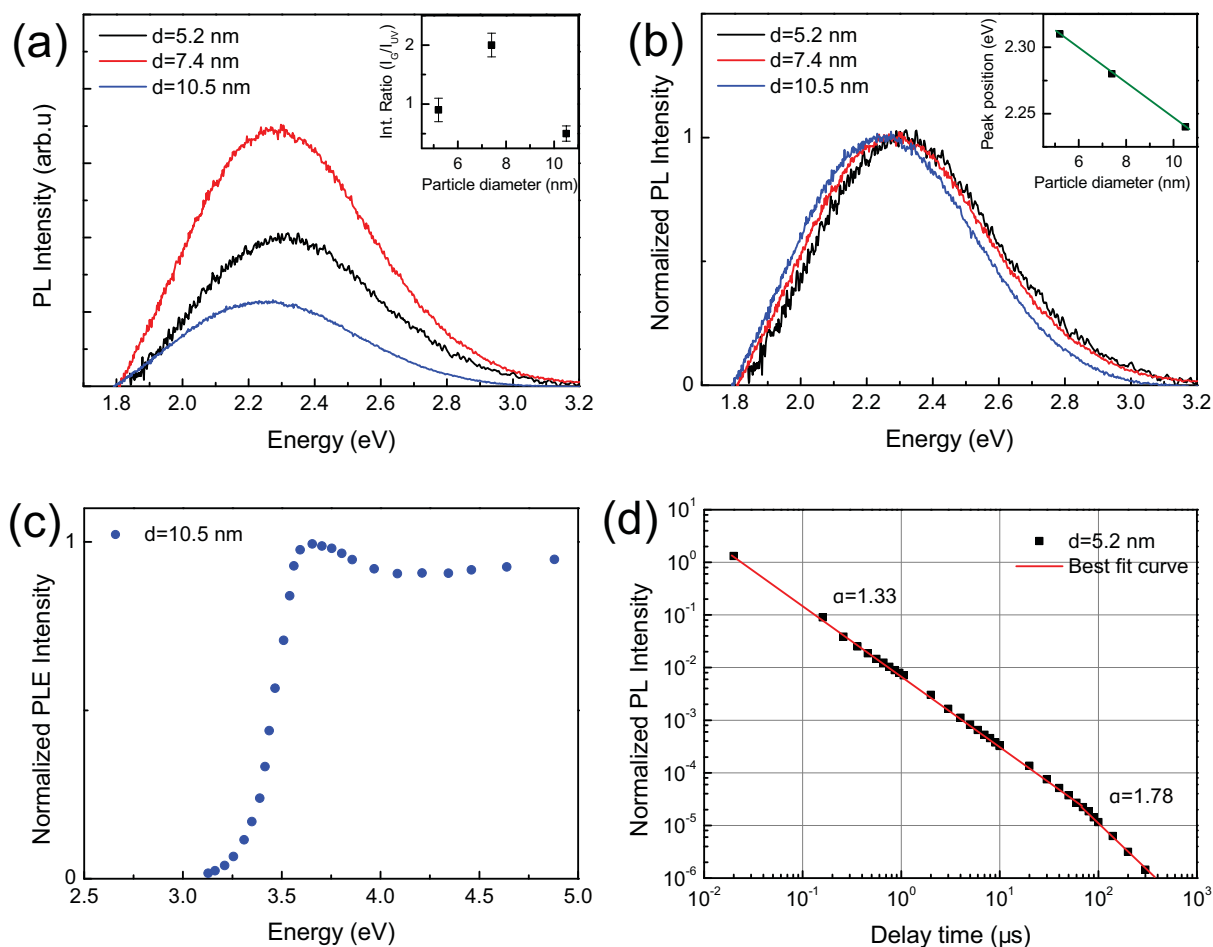 (a)
d=5.2 nm
d=7.4 nm
d=10.5 nm
PL Intensity (arb.u)
1.8 2.0 2.2 2.4 2.6 2.8 3.0 3.2
Energy (eV)
Int. Ratio (I_G/I_UV)
2
1
6 8 10
Particle diameter (nm)
(b)
d=5.2 nm
d=7.4 nm
d=10.5 nm
Normalized PL Intensity
1
1
1.8 2.0 2.2 2.4 2.6 2.8 3.0 3.2
Energy (eV)
Peak position (eV)
2.30
2.25
6 8 10
Particle diameter (nm)
(c)
d=10.5 nm
Normalized PLE Intensity
1
0
2.5 3.0 3.5 4.0 4.5 5.0
Energy (eV)
(d)
d=5.2 nm
Best fit curve
α=1.33
α=1.78
Normalized PL Intensity
10^1
10^0
10^-1
10^-2
10^-3
10^-4
10^-5
10^-6
10^-2 10^-1 10^0 10^1 10^2 10^3
Delay time (µs)